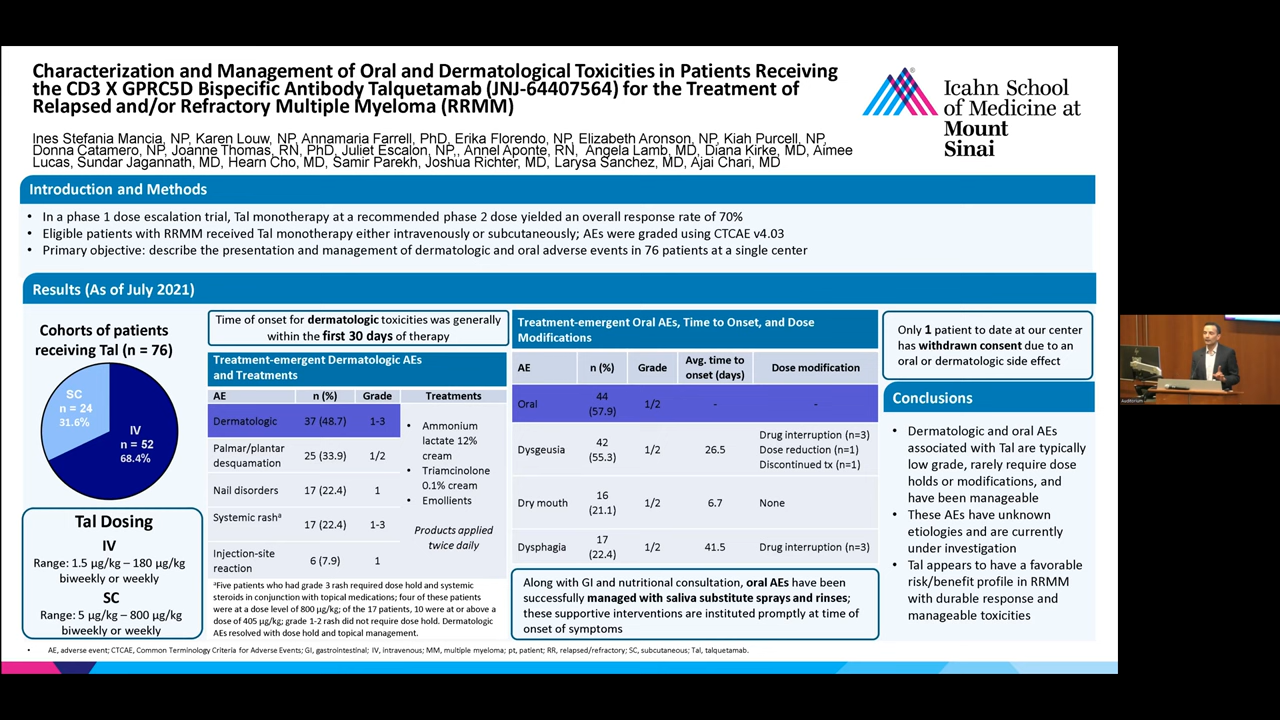 Characterization and Management of Oral and Dermatological Toxicities in Patients Receiving
the CD3 X GPRC5D Bispecific Antibody Talquetamab (JNJ-64407564) for the Treatment of
Relapsed and/or Refractory Multiple Myeloma (RRMM)
Ines Stefania Mancia, NP, Karen Louw, NP, Annamaria Farrell, PhD, Erika Florendo, NP, Elizabeth Aronson, NP, Kiah Purcell, NP,
Donna Catamero, NP, Joanne Thomas, RN, PhD, Juliet Escalon, NP,, Annel Aponte, RN, Angela Lamb, MD, Diana Kirke, MD, Aimee
Lucas, Sundar Jagannath, MD, Hearn Cho, MD, Samir Parekh, Joshua Richter, MD, Larysa Sanchez, MD, Ajai Chari, MD
®
Icahn School
of Medicine at
Mount
Sinai
Introduction and Methods
• In a phase 1 dose escalation trial, Tal monotherapy at a recommended phase 2 dose yielded an overall response rate of 70%
• Eligible patients with RRMM received Tal monotherapy either intravenously or subcutaneously; AEs were graded using CTCAE v4.03
• Primary objective: describe the presentation and management of dermatologic and oral adverse events in 76 patients at a single center
Results (As of July 2021)
Cohorts of patients
receiving Tal (n = 76)
SC
n = 24
31.6%
IV
n = 52
68.4%
Tal Dosing
IV
Range: 1.5 µg/kg – 180 µg/kg
biweekly or weekly
SC
Range: 5 µg/kg – 800 µg/kg
biweekly or weekly
Time of onset for dermatologic toxicities was generally
within the first 30 days of therapy
Treatment-emergent Dermatologic AEs
and Treatments
AE n (%) Grade Treatments
Dermatologic 37 (48.7) 1-3
Palmar/plantar
desquamation 25 (33.9) 1/2
Nail disorders 17 (22.4) 1
Systemic rashª 17 (22.4) 1-3
Injection-site
reaction 6 (7.9) 1
• Ammonium
lactate 12%
cream
• Triamcinolone
0.1% cream
• Emollients
Products applied
twice daily
ªFive patients who had grade 3 rash required dose hold and systemic
steroids in conjunction with topical medications; four of these patients
were at a dose level of 800 µg/kg; of the 17 patients, 10 were at or above a
dose of 405 µg/kg; grade 1-2 rash did not require dose hold. Dermatologic
AEs resolved with dose hold and topical management.
Treatment-emergent Oral AEs, Time to Onset, and Dose
Modifications
AE n (%) Grade Avg. time to
onset (days) Dose modification
Oral 44
(57.9) 1/2 - -
Dysgeusia 42
(55.3) 1/2 26.5 Drug interruption (n=3)
Dose reduction (n=1)
Discontinued tx (n=1)
Dry mouth 16
(21.1) 1/2 6.7 None
Dysphagia 17
(22.4) 1/2 41.5 Drug interruption (n=3)
Along with GI and nutritional consultation, oral AEs have been
successfully managed with saliva substitute sprays and rinses;
these supportive interventions are instituted promptly at time of
onset of symptoms
Only 1 patient to date at our center
has withdrawn consent due to an
oral or dermatologic side effect
Conclusions
• Dermatologic and oral AEs
associated with Tal are typically
low grade, rarely require dose
holds or modifications, and
have been manageable
• These AEs have unknown
etiologies and are currently
under investigation
• Tal appears to have a favorable
risk/benefit profile in RRMM
with durable response and
manageable toxicities
• AE, adverse event; CTCAE, Common Terminology Criteria for Adverse Events; GI, gastrointestinal; IV, intravenous; MM, multiple myeloma; pt, patient; RR, relapsed/refractory; SC, subcutaneous; Tal, talquetamab.
Auditorium